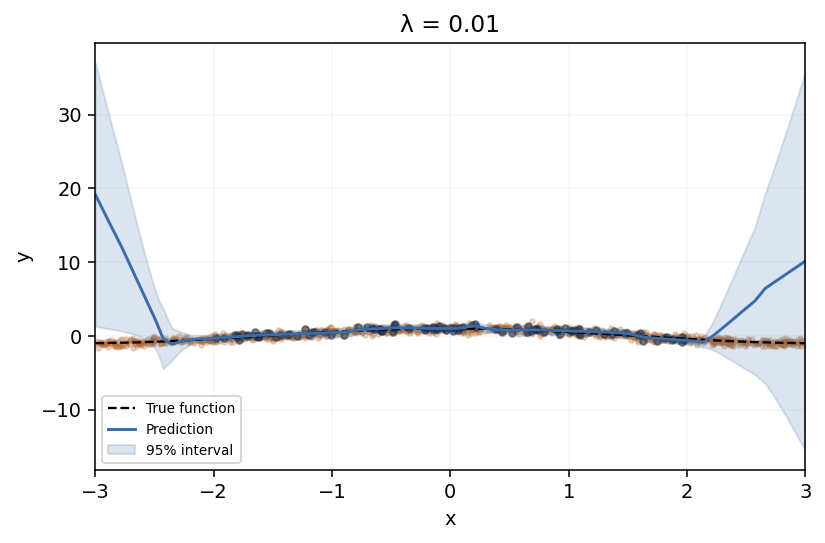 λ = 0.01
30
20
10
0
−10
y
−3
−2
−1
0
1
2
3
x
True function
Prediction
95% interval